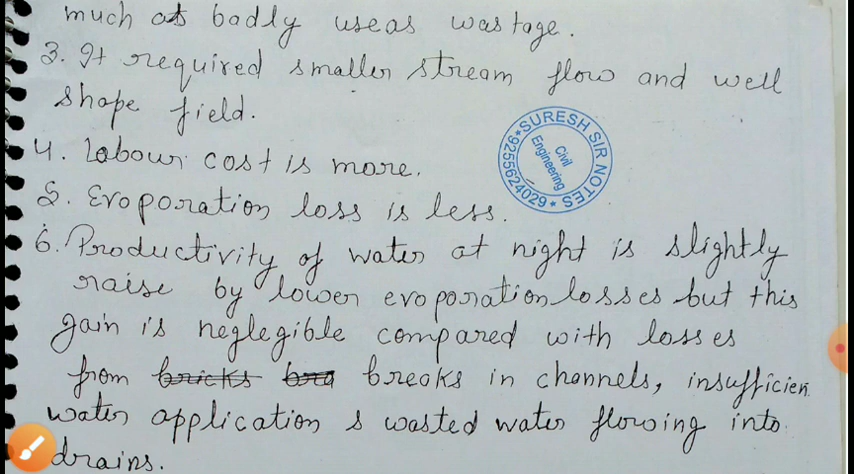 much as badly use as wastage.
3. It required smaller stream flow and well
shape field.
4. Labour cost is more.
5. Evoporation loss is less.
6. Productivity of water at night is slightly
raise by lower evoporation losses but this
gain is neglegible compared with losses
from bricks bra breaks in channels, insufficien
water application & wasted water flowing into
drains.
SURESH SIR NOTES
*9255624029*
Civil
Engineering